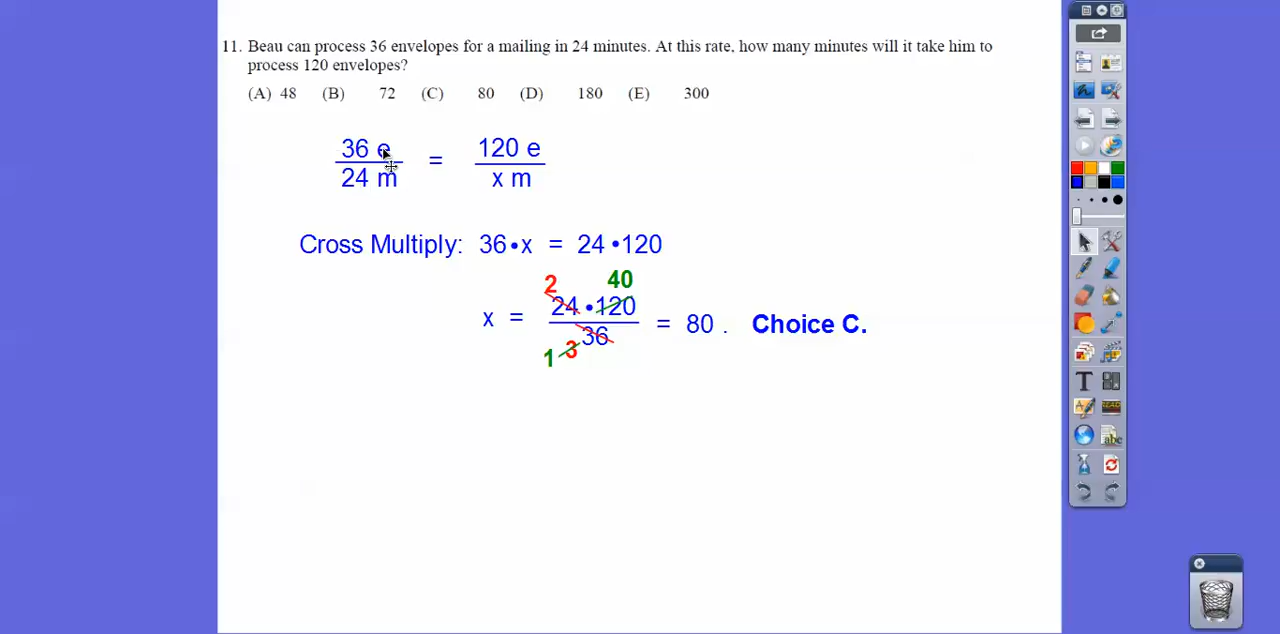 11. Beau can process 36 envelopes for a mailing in 24 minutes. At this rate, how many minutes will it take him to
process 120 envelopes?
(A) 48 (B) 72 (C) 80 (D) 180 (E) 300
36 e = 120 e
24 m x m
Cross Multiply: 36•x = 24 •120
2 40
x = 24 •120 = 80 . Choice C.
36
1 3